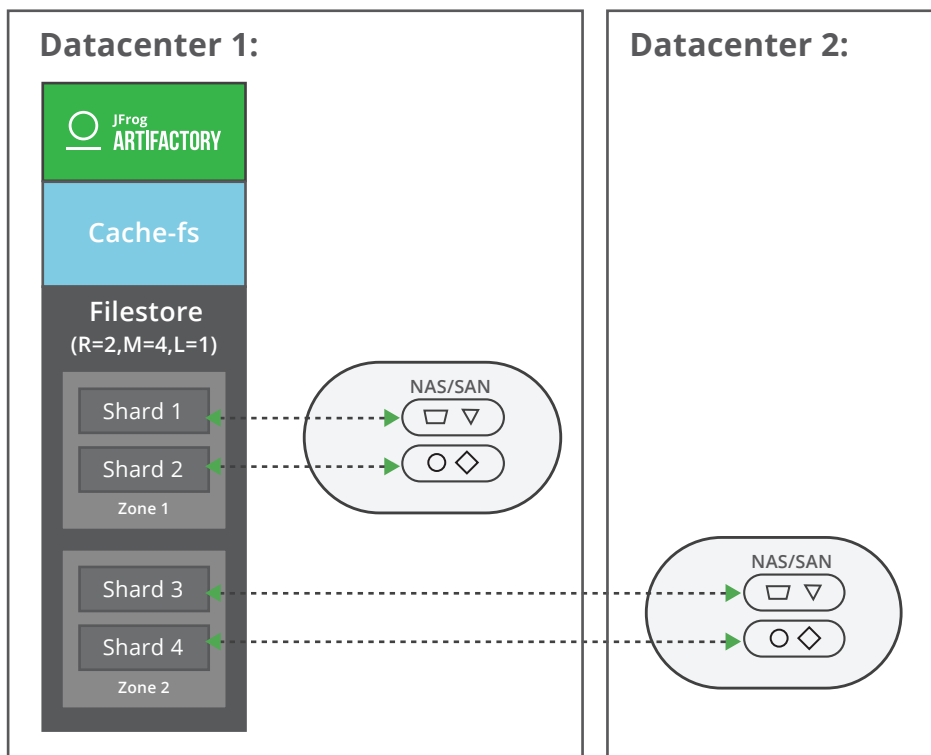 Datacenter 1:
Datacenter 2:
JFrog
ARTIFACTORY
Cache-fs
Filestore
(R=2,M=4,L=1)
NAS/SAN
Shard 1
Shard 2
Zone 1
NAS/SAN
Shard 3
Shard 4
Zone 2